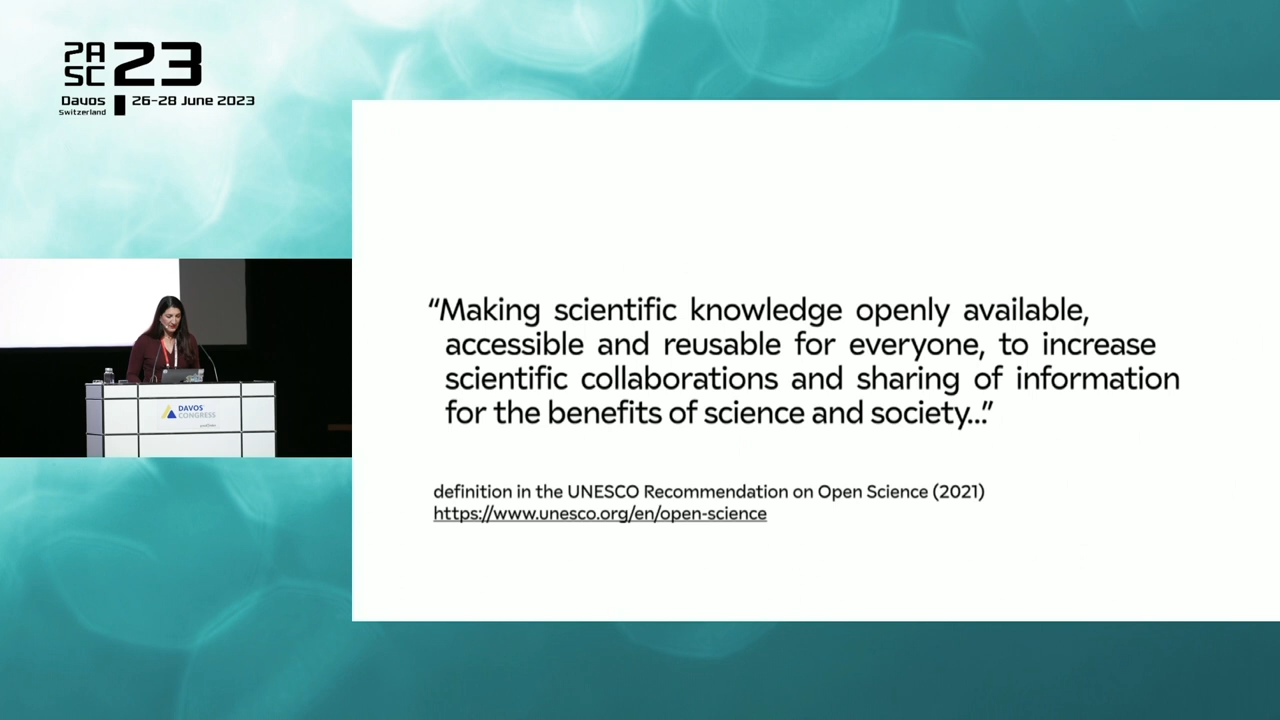 PASC 23
Davos
Switzerland
26-28 June 2023
DAVOS
CONGRESS
“Making scientific knowledge openly available,
accessible and reusable for everyone, to increase
scientific collaborations and sharing of information
for the benefits of science and society...”
definition in the UNESCO Recommendation on Open Science (2021)
https://www.unesco.org/en/open-science